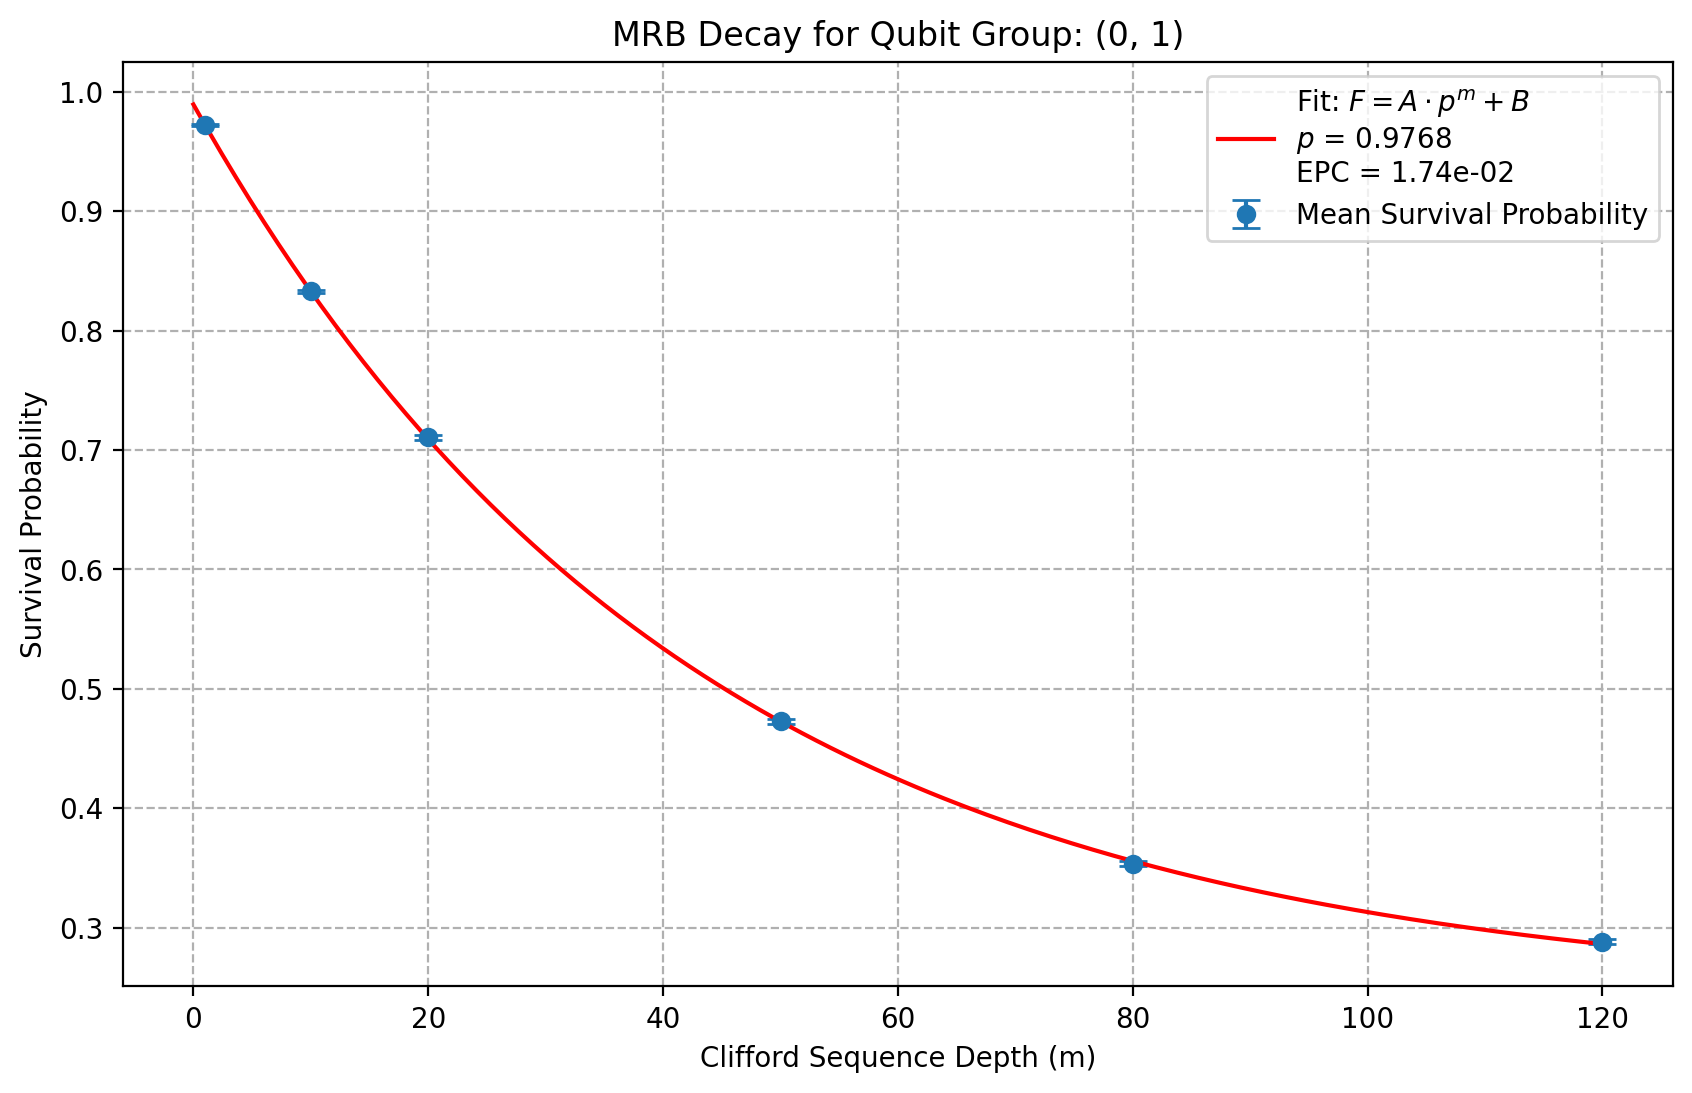 MRB Decay for Qubit Group: (0, 1)
Fit: F = A · p^m + B
p = 0.9768
EPC = 1.74e-02
Mean Survival Probability
Survival Probability
1.0
0.9
0.8
0.7
0.6
0.5
0.4
0.3
0 20 40 60 80 100 120
Clifford Sequence Depth (m)